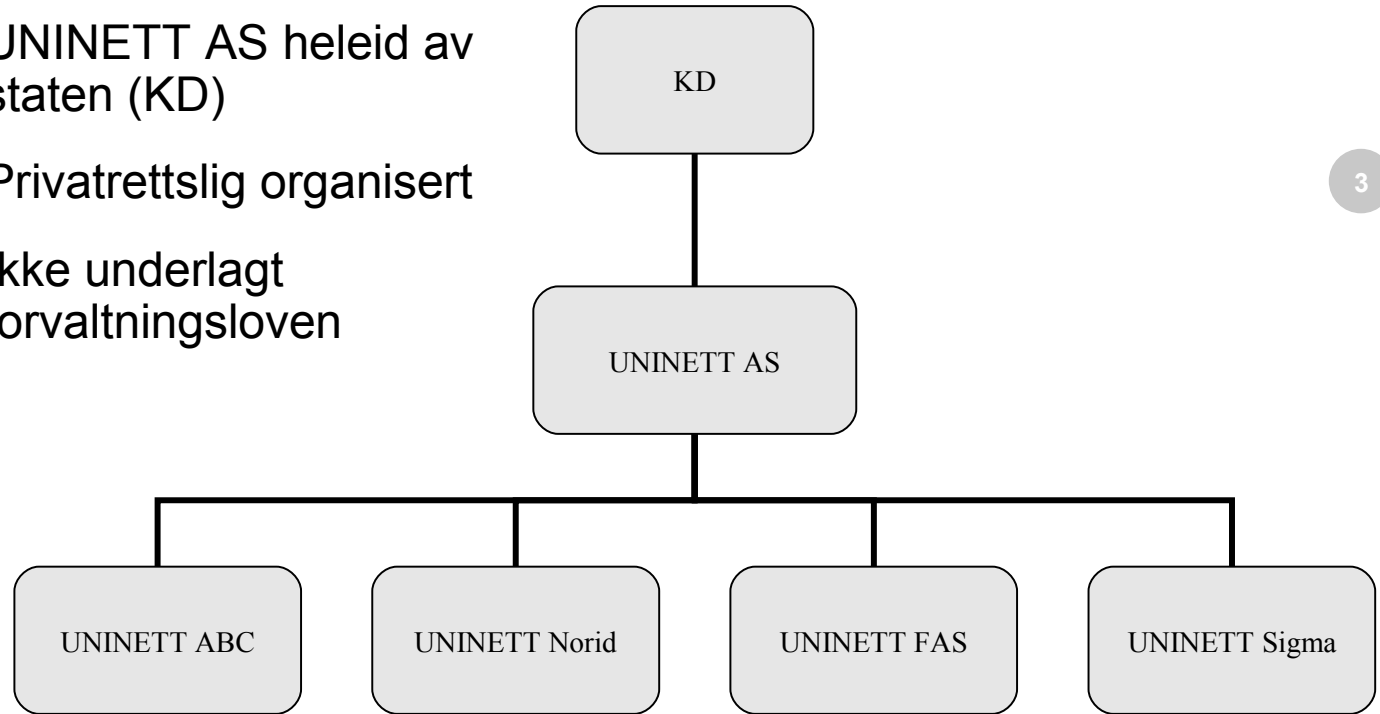 UNINETT AS heleid av
staten (KD)
Privatrettslig organisert
kke underlagt
orvaltningsloven
KD
3
UNINETT AS
UNINETT ABC
UNINETT Norid
UNINETT FAS
UNINETT Sigma